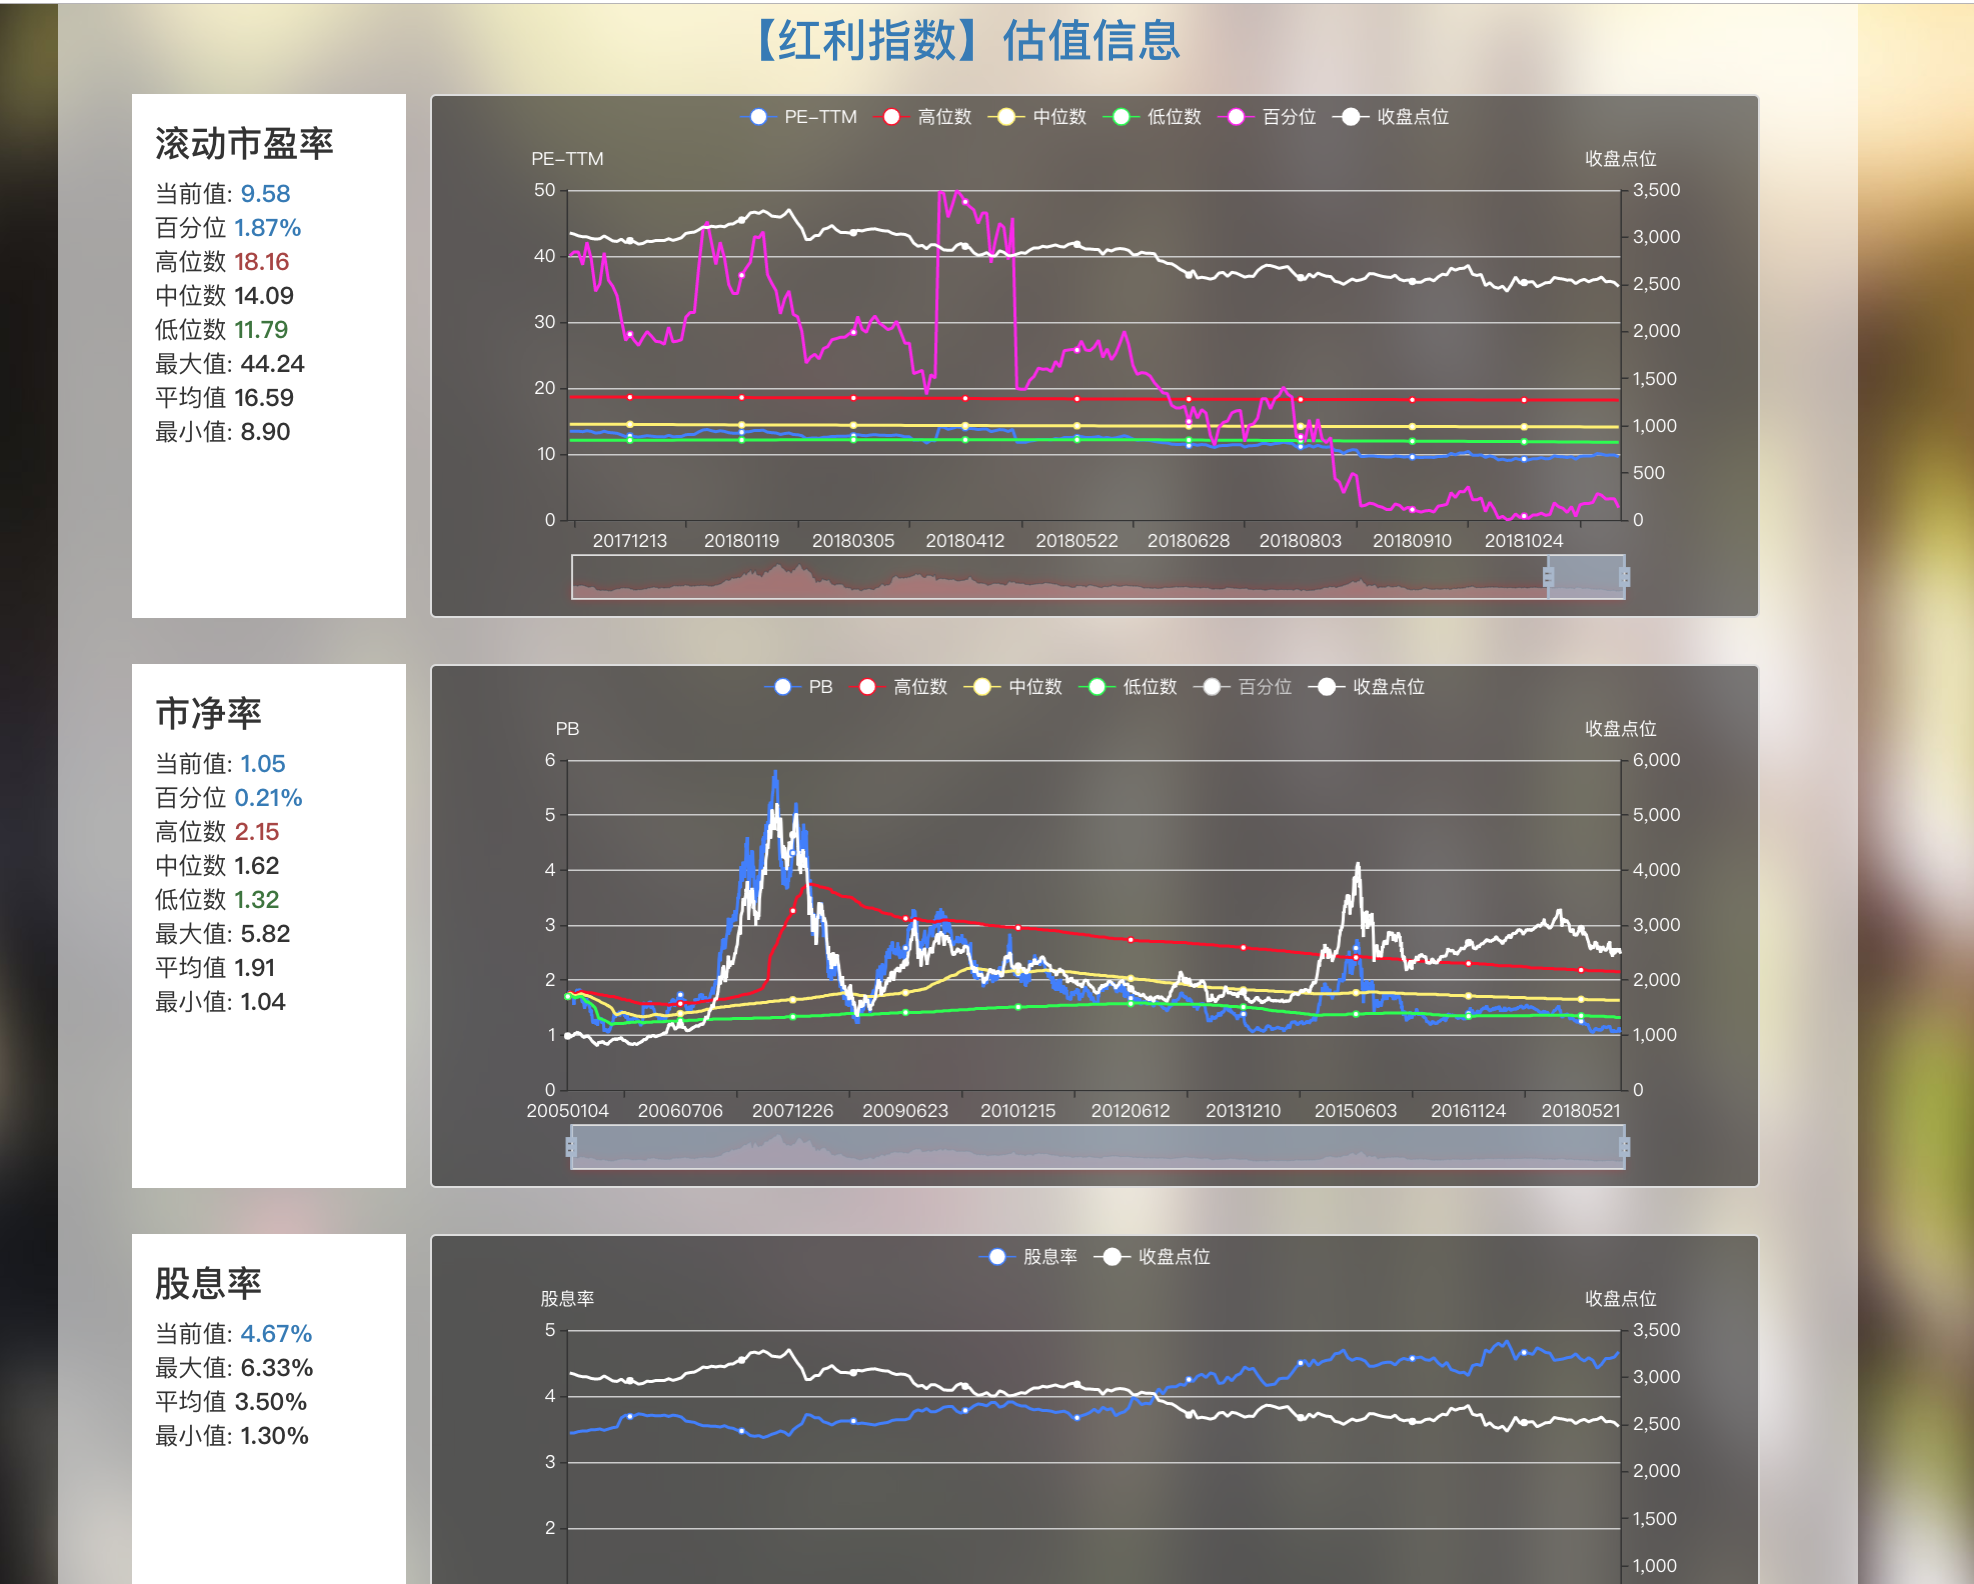 【红利指数】估值信息
滚动市盈率
当前值: 9.58
百分位 1.87%
高位数 18.16
中位数 14.09
低位数 11.79
最大值: 44.24
平均值 16.59
最小值: 8.90
PE-TTM 高位数 中位数 低位数 百分位 收盘点位
PE-TTM 收盘点位
50 3,500
3,000
40
2,500
30
2,000
1,500
20
1,000
10
500
0 0
20171213 20180119 20180305 20180412 20180522 20180628 20180803 20180910 20181024
市净率
当前值: 1.05
百分位 0.21%
高位数 2.15
中位数 1.62
低位数 1.32
最大值: 5.82
平均值 1.91
最小值: 1.04
PB 高位数 中位数 低位数 百分位 收盘点位
PB 收盘点位
6 6,000
5 5,000
4 4,000
3 3,000
2 2,000
1 1,000
0 0
20050104 20060706 20071226 20090623 20101215 20120612 20131210 20150603 20161124 20180521
股息率
当前值: 4.67%
最大值: 6.33%
平均值 3.50%
最小值: 1.30%
股息率 收盘点位
股息率 收盘点位
5 3,500
3,000
4
2,500
3
2,000
1,500
2
1,000